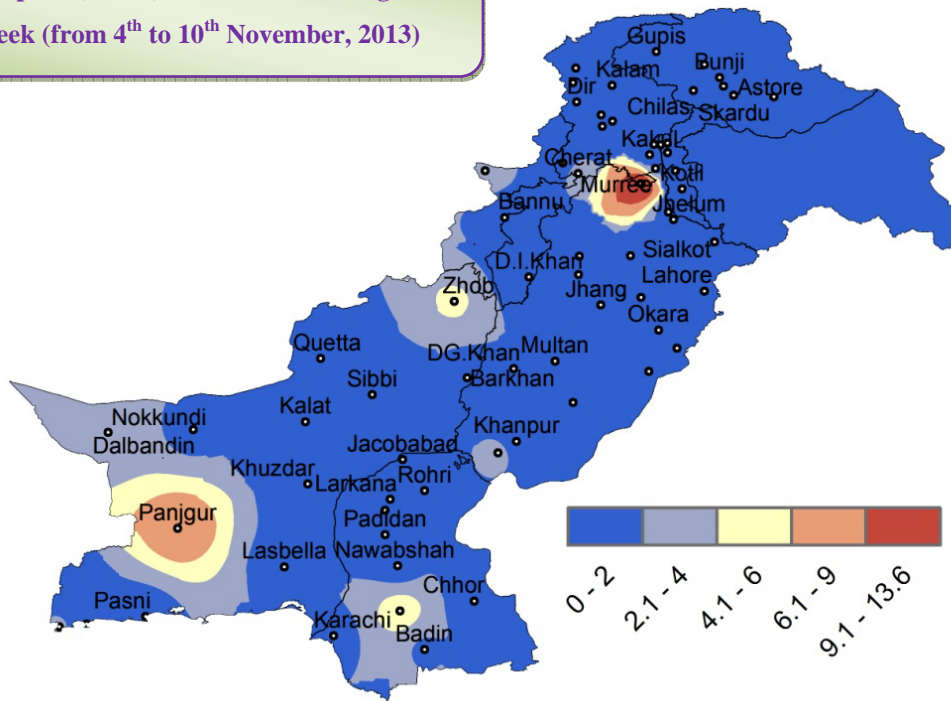 eek (from 4th to 10th November, 2013)
Gupis
Bunji
Kalam
Dir
Astore
Chilas
Skardu
Kakul
Cherat
Kotli
Murree
Bannu
Jhelum
Sialkot
D.I.Khan
Lahore
Zhob
Jhang
Okara
Quetta
DG.Khan
Multan
Sibbi
Barkhan
Kalat
Nokkundi
Khanpur
Dalbandin
Jacobabad
Khuzdar
Rohri
Larkana
Panjgur
Padidan
Lasbella
Nawabshah
Chhor
Pasni
Karachi
Badin
0 - 2
2.1 - 4
4.1 - 6
6.1 - 9
9.1 - 13.6